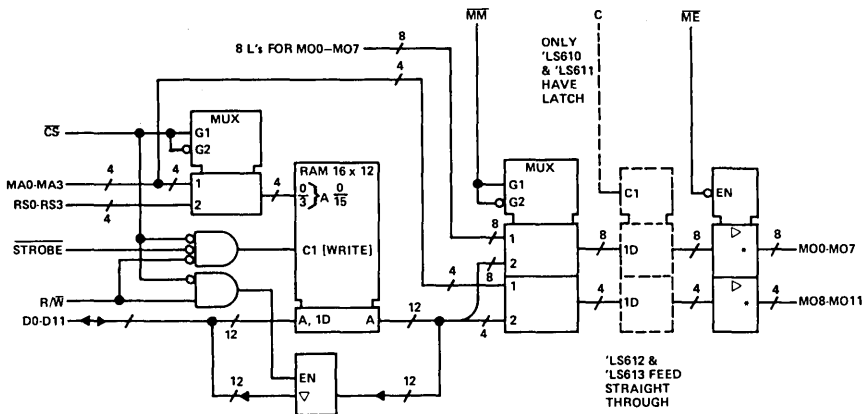 MM
C
ME
8 L's FOR MO0–MO7
8
8
4
ONLY
'LS610
& 'LS611
HAVE
LATCH
MUX
CS
G1
G2
RAM 16 x 12
MUX
MA0-MA3
4
4
1
4
0
3
} A
0
15
G1
G2
C1
EN
RS0-RS3
4
2
8
1
8
8
8
MO0-MO7
STROBE
C1 [WRITE]
2
1D
4
8
1
4
4
4
MO8-MO11
R/W
12
1D
D0-D11
12
A, 1D
A
12
4
2
12
EN
12
'LS612 &
'LS613 FEED
STRAIGHT
THROUGH